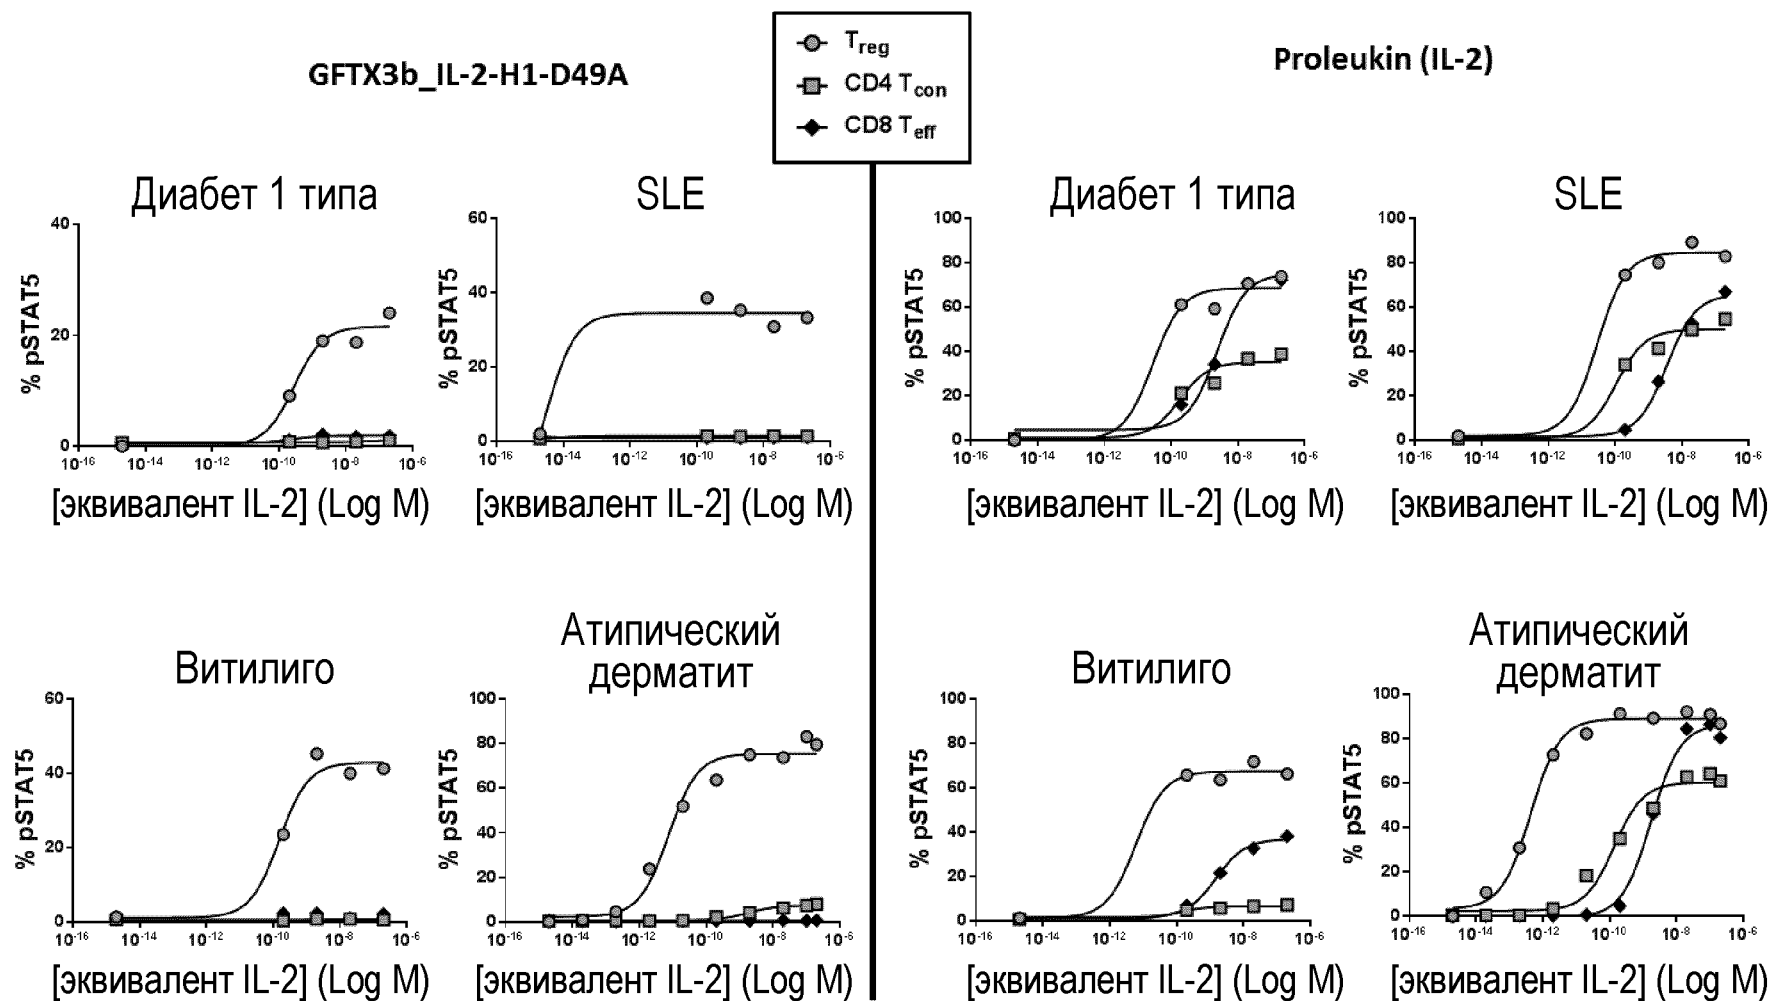 GFTX3b_IL-2-H1-D49A
Treg
CD4 Tcon
CD8 Teff
Proleukin (IL-2)
Диабет 1 типа
% pSTAT5
40
20
0
10-16 10-14 10-12 10-10 10-8 10-6
[эквивалент IL-2] (Log M)
SLE
% pSTAT5
60
40
20
0
10-16 10-14 10-12 10-10 10-8 10-6
[эквивалент IL-2] (Log M)
Диабет 1 типа
% pSTAT5
100
80
60
40
20
0
10-16 10-14 10-12 10-10 10-8 10-6
[эквивалент IL-2] (Log M)
SLE
% pSTAT5
100
80
60
40
20
0
10-16 10-14 10-12 10-10 10-8 10-6
[эквивалент IL-2] (Log M)
Витилиго
% pSTAT5
60
40
20
0
10-16 10-14 10-12 10-10 10-8 10-6
[эквивалент IL-2] (Log M)
Атипический
дерматит
% pSTAT5
100
80
60
40
20
0
10-16 10-14 10-12 10-10 10-8 10-6
[эквивалент IL-2] (Log M)
Витилиго
% pSTAT5
100
80
60
40
20
0
10-16 10-14 10-12 10-10 10-8 10-6
[эквивалент IL-2] (Log M)
Атипический
дерматит
% pSTAT5
100
80
60
40
20
0
10-16 10-14 10-12 10-10 10-8 10-6
[эквивалент IL-2] (Log M)